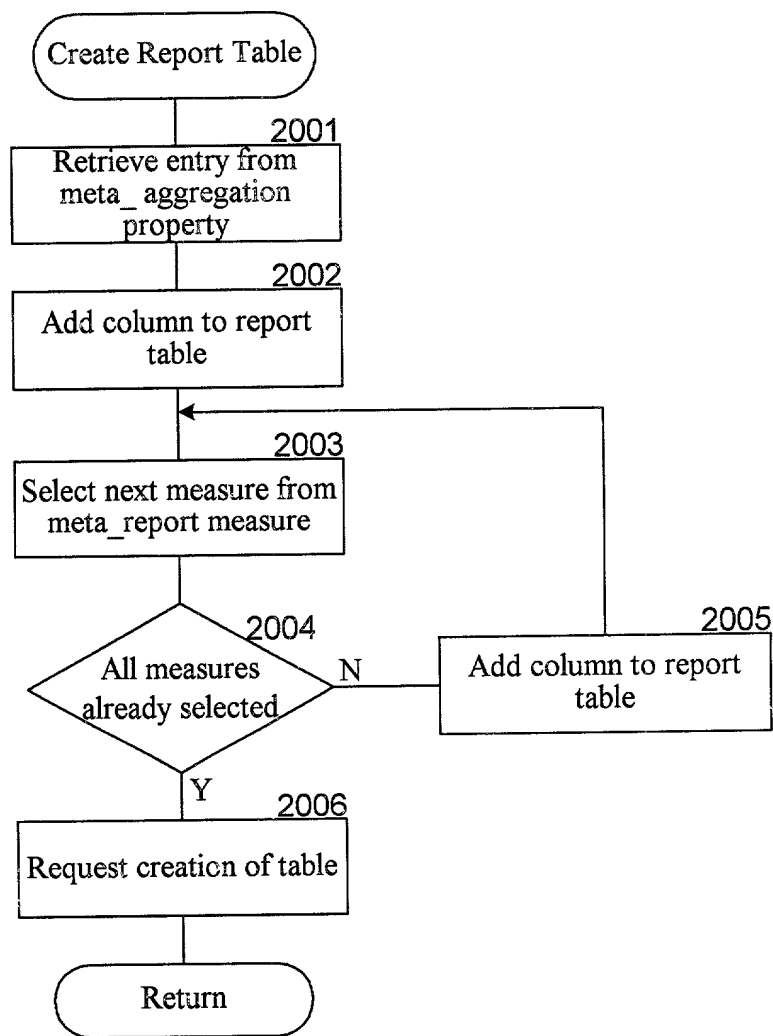 Create Report Table
2001
Retrieve entry from
meta_ aggregation
property
2002
Add column to report
table
2003
Select next measure from
meta_report measure
2004
All measures
already selected
N
2005
Add column to report
table
Y
2006
Request creation of table
Return